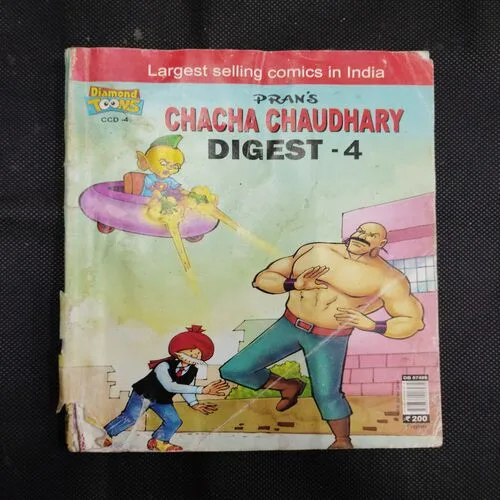 Largest selling comics in India
Diamond
TOONS
CCD -4
PRAN'S
CHACHA CHAUDHARY
DIGEST - 4
₹ 200